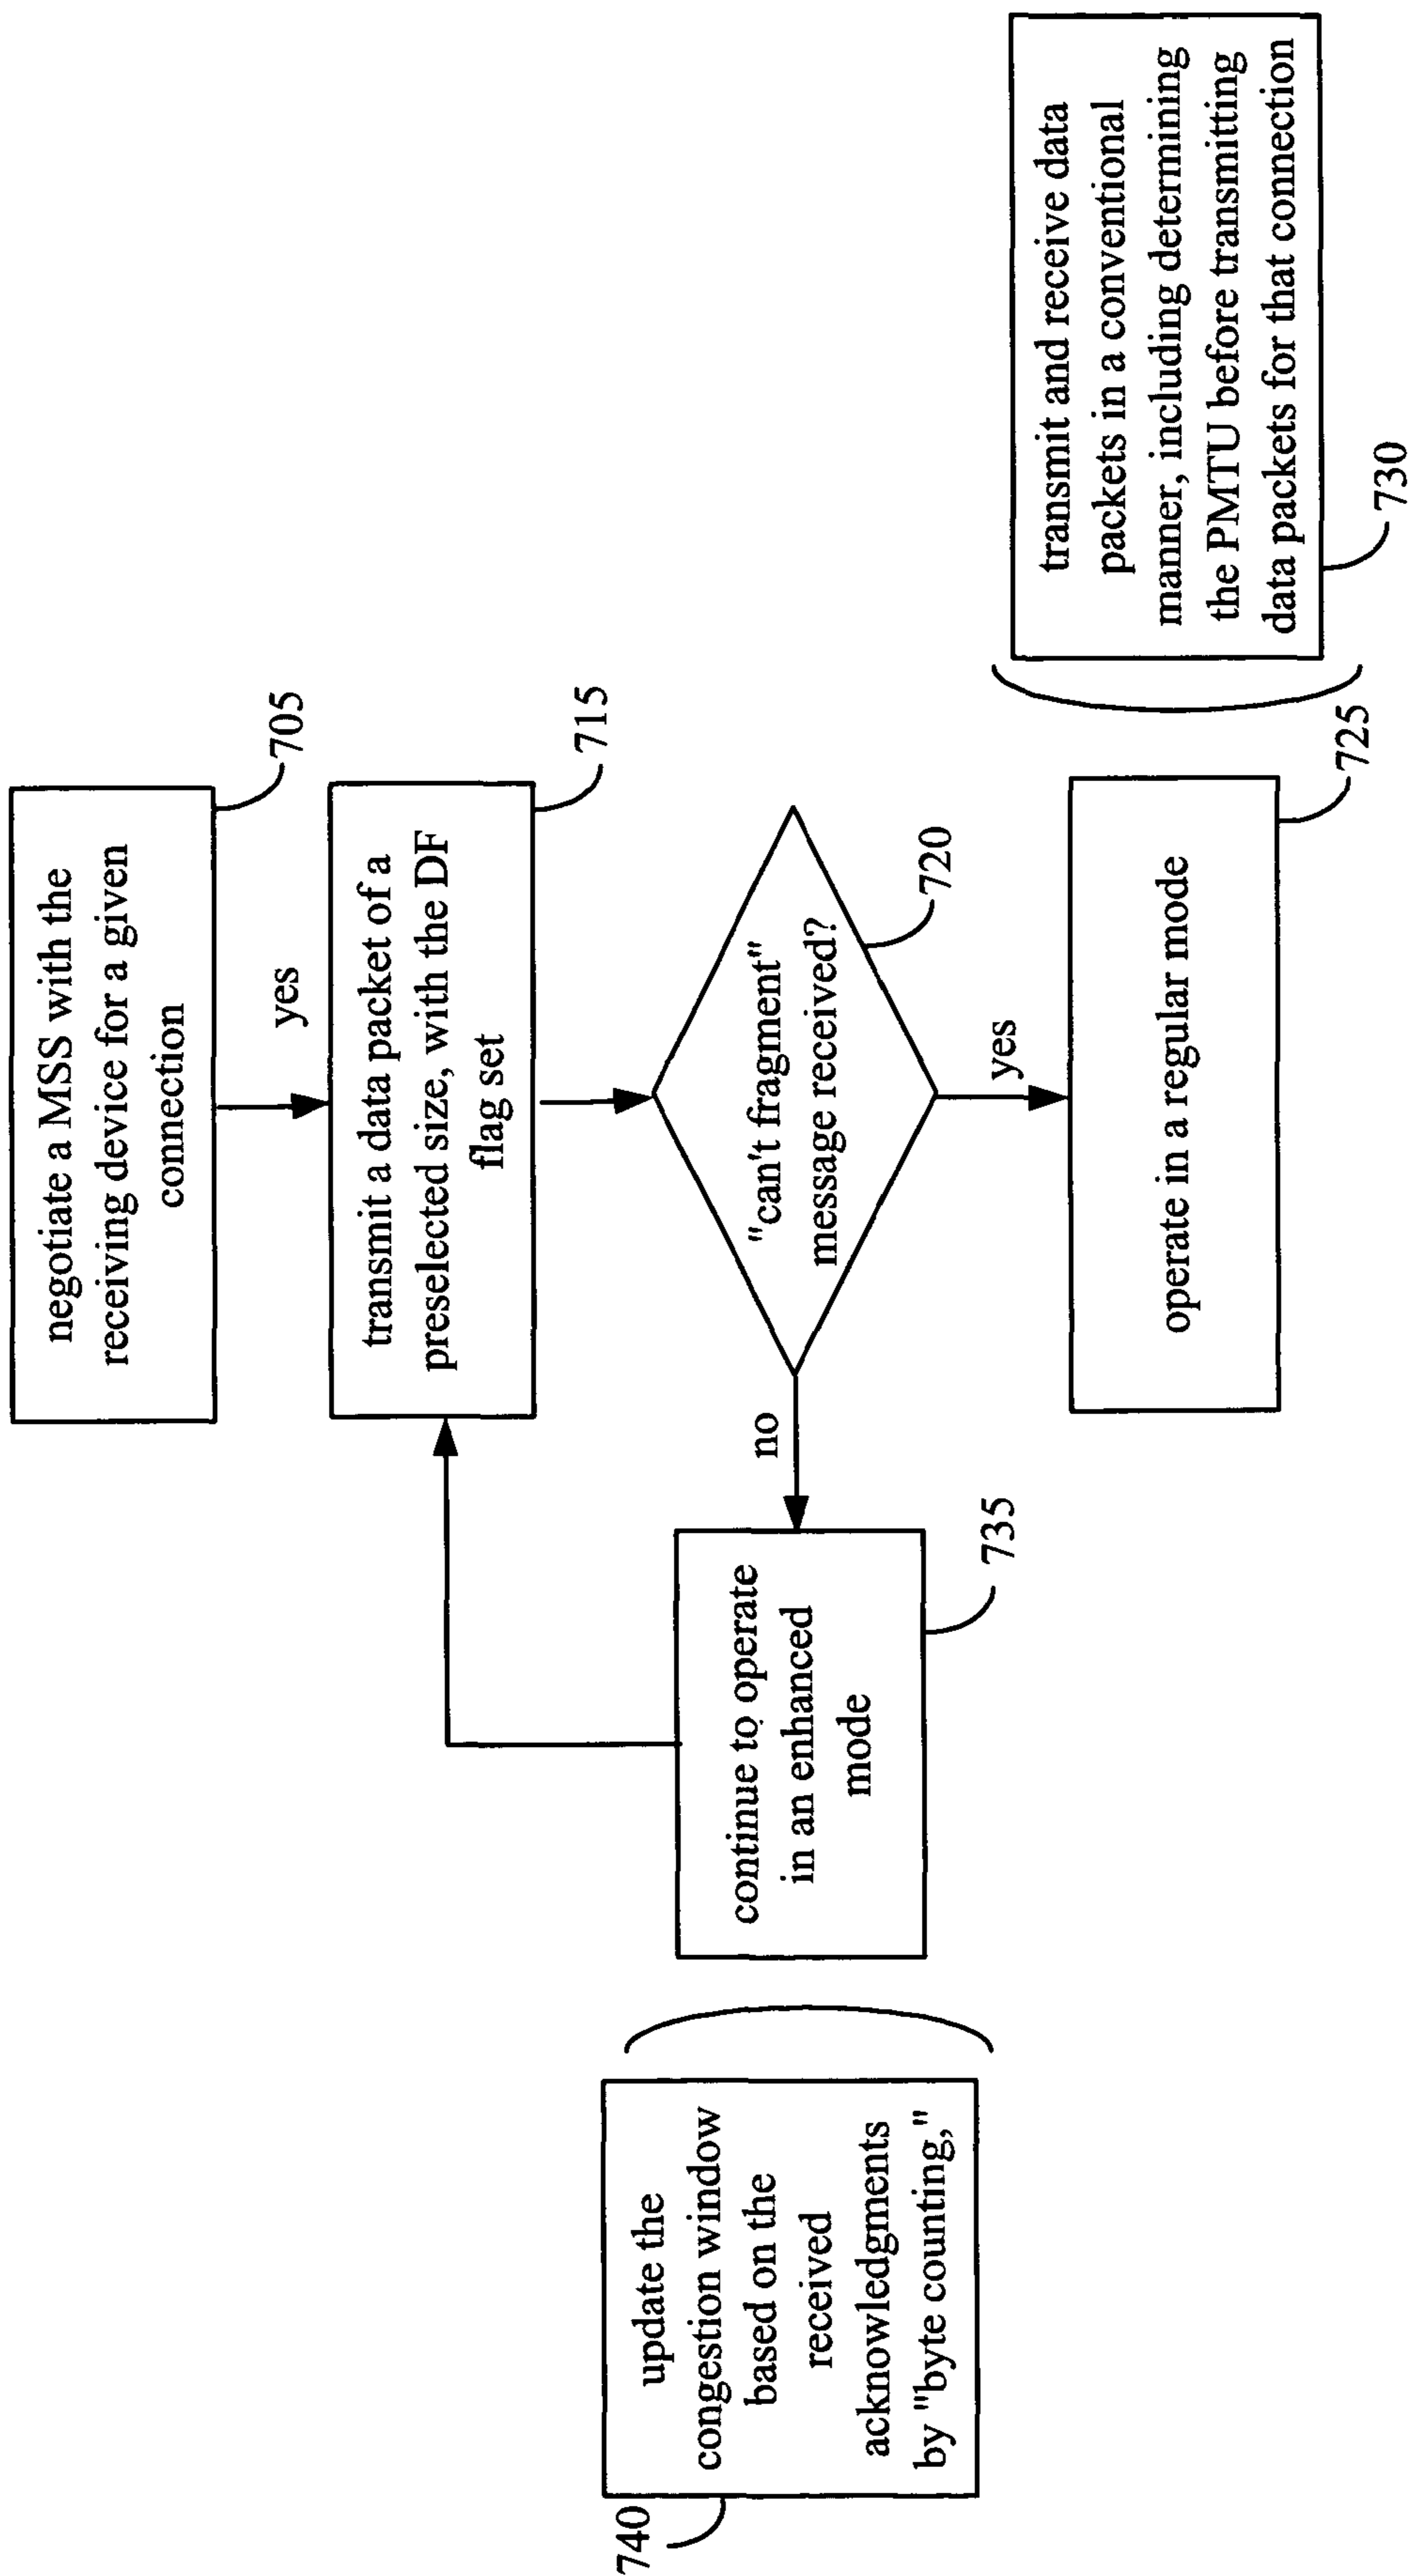 negotiate a MSS with the
receiving device for a given
connection
705
yes
transmit a data packet of a
preselected size, with the DF
flag set
715
"can't fragment"
message received?
720
no
yes
continue to operate
in an enhanced
mode
735
update the
congestion window
based on the
received
acknowledgments
by "byte counting,"
740
operate in a regular mode
725
transmit and receive data
packets in a conventional
manner, including determining
the PMTU before transmitting
data packets for that connection
730